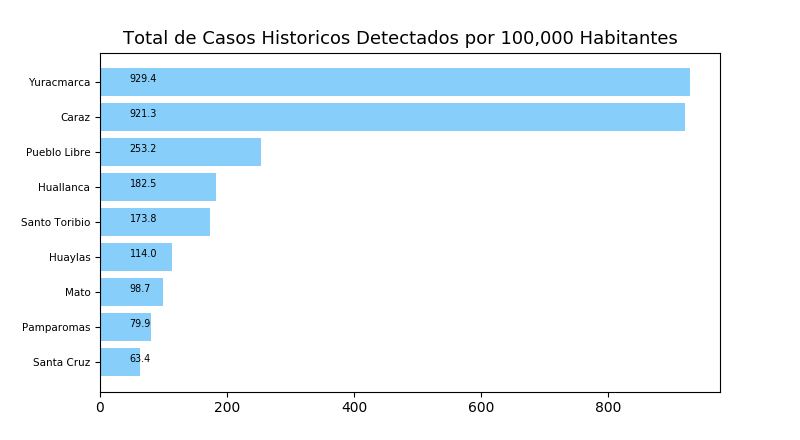 Total de Casos Historicos Detectados por 100,000 Habitantes
Yuracmarca 929.4
Caraz 921.3
Pueblo Libre 253.2
Huallanca 182.5
Santo Toribio 173.8
Huaylas 114.0
Mato 98.7
Pamparomas 79.9
Santa Cruz 63.4
0 200 400 600 800